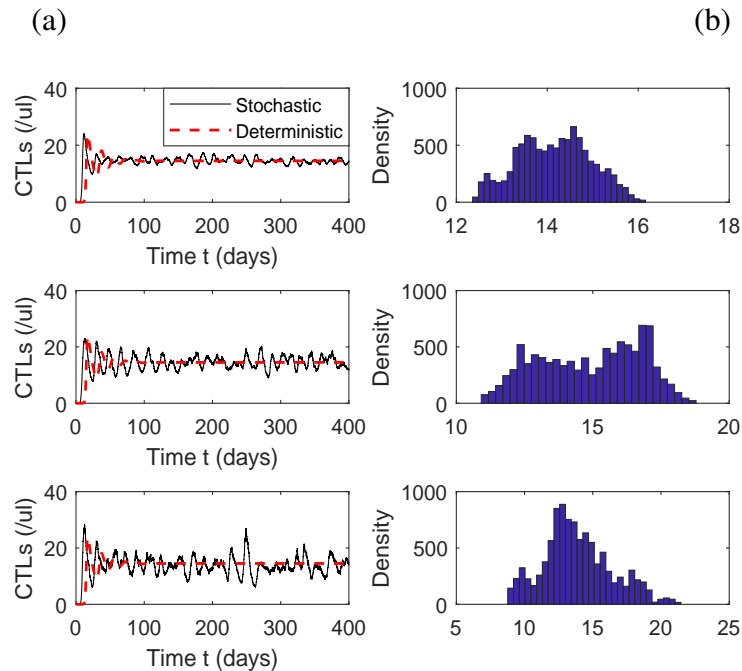 (a) (b)
40
20
0
CTLs (/ul)
Stochastic
Deterministic
0 100 200 300 400
Time t (days)
1000
500
0
Density
12 14 16 18
40
20
0
CTLs (/ul)
0 100 200 300 400
Time t (days)
1000
500
0
Density
10 15 20
40
20
0
CTLs (/ul)
0 100 200 300 400
Time t (days)
1000
500
0
Density
5 10 15 20 25